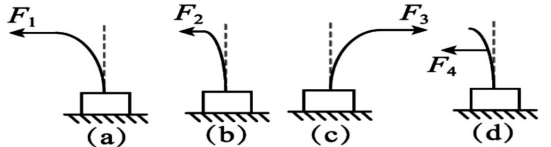 F₁ F₂ F₃ F₄
(a) (b) (c) (d)